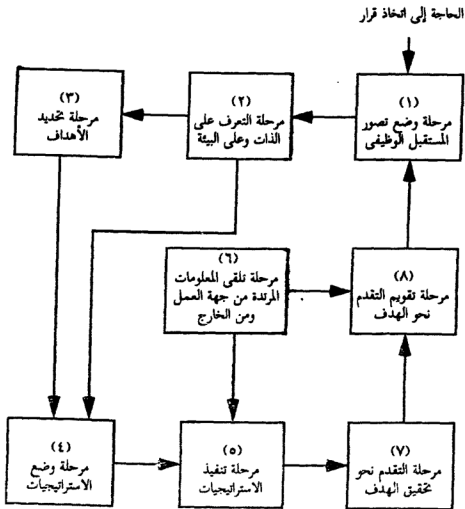 الحاجة إلى اتخاذ قرار
(١)
مرحلة وضع تصور
المستقبل الوظيفى
(٢)
مرحلة التعرف على
الذات وعلى البيئة
(٣)
مرحلة تحديد
الأهداف
(٦)
مرحلة تلقى المعلومات
المرتدة من جهة العمل
ومن الخارج
(٨)
مرحلة تقويم التقدم
نحو الهدف
(٤)
مرحلة وضع
الاستراتيجيات
(٥)
مرحلة تنفيذ
الاستراتيجيات
(٧)
مرحلة التقدم نحو
تحقيق الهدف